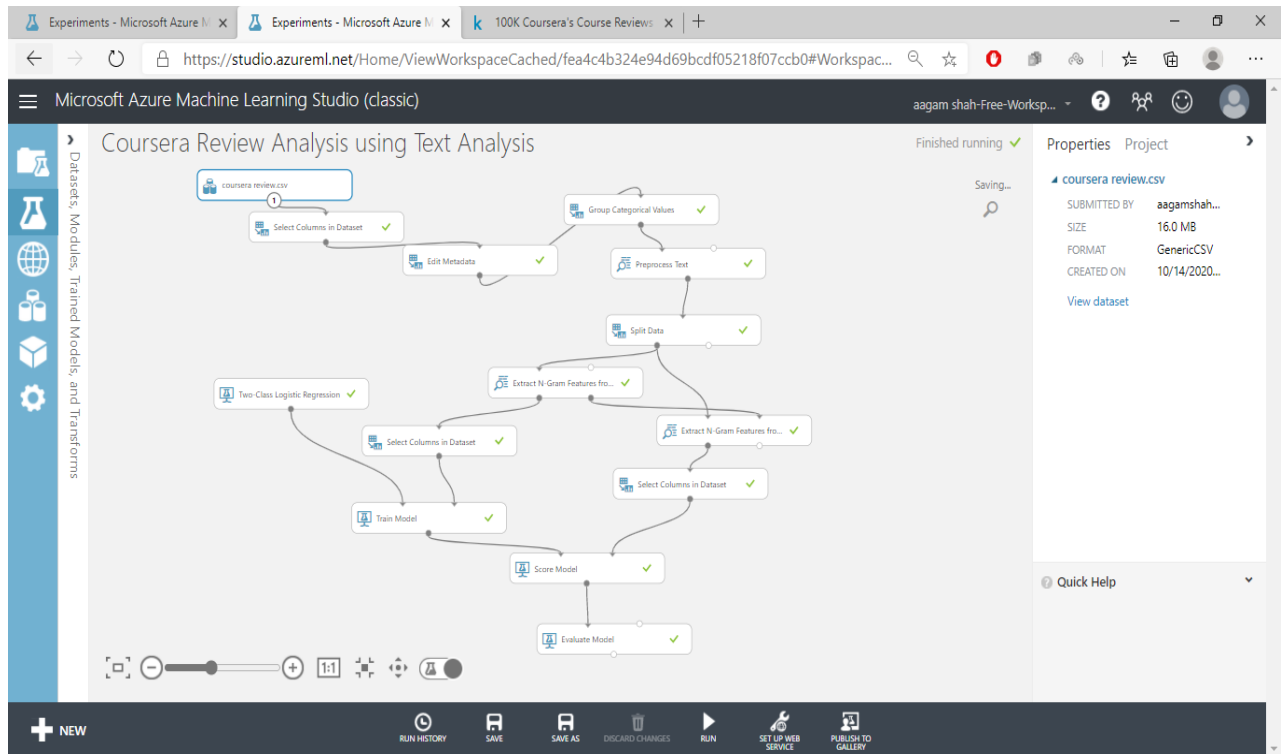 Experiments - Microsoft Azure M
Experiments - Microsoft Azure M
100K Coursera's Course Reviews
https://studio.azureml.net/Home/ViewWorkspaceCached/fea4c4b324e94d69bcdf05218f07ccb0#Workspac...
Microsoft Azure Machine Learning Studio (classic)
aagam shah-Free-Worksp...
Datasets, Modules, Trained Models, and Transforms
Coursera Review Analysis using Text Analysis
Finished running
Saving...
coursera review.csv
1
Select Columns in Dataset
Group Categorical Values
Edit Metadata
Preprocess Text
Split Data
Extract N-Gram Features fro...
Two-Class Logistic Regression
Extract N-Gram Features fro...
Select Columns in Dataset
Select Columns in Dataset
Train Model
Score Model
Evaluate Model
1:1
Properties Project
coursera review.csv
SUBMITTED BY aagamshah...
SIZE 16.0 MB
FORMAT GenericCSV
CREATED ON 10/14/2020...
View dataset
Quick Help
NEW
RUN HISTORY
SAVE
SAVE AS
DISCARD CHANGES
RUN
SET UP WEB
SERVICE
PUBLISH TO
GALLERY